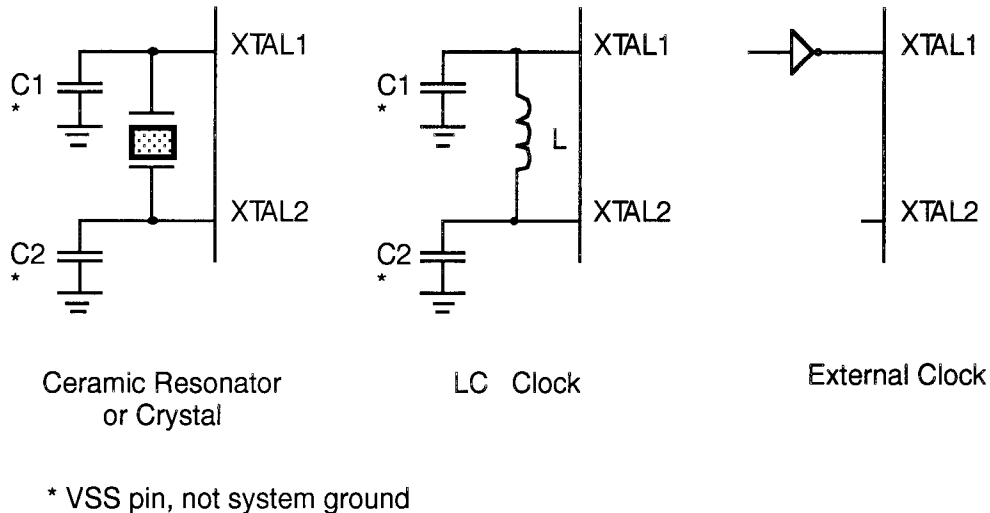 XTAL1
C1
*
XTAL2
C2
*
Ceramic Resonator
or Crystal
XTAL1
C1
*
L
XTAL2
C2
*
LC Clock
XTAL1
XTAL2
External Clock
* VSS pin, not system ground